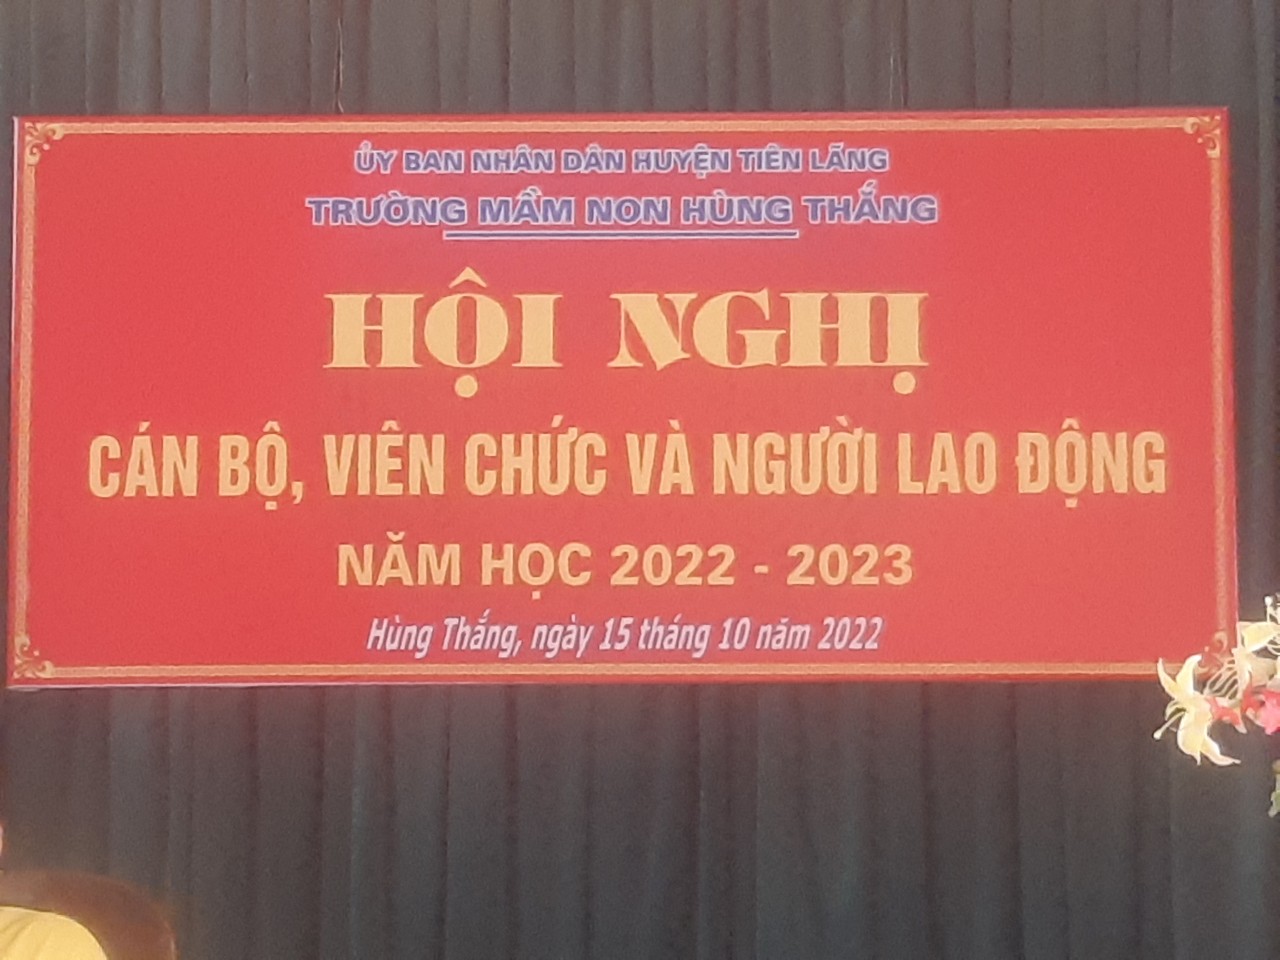 ỦY BAN NHÂN DÂN HUYỆN TIÊN LÃNG
TRƯỜNG MẦM NON HÙNG THẮNG
HỘI NGHỊ
CÁN BỘ, VIÊN CHỨC VÀ NGƯỜI LAO ĐỘNG
NĂM HỌC 2022 - 2023
Hùng Thắng, ngày 15 tháng 10 năm 2022